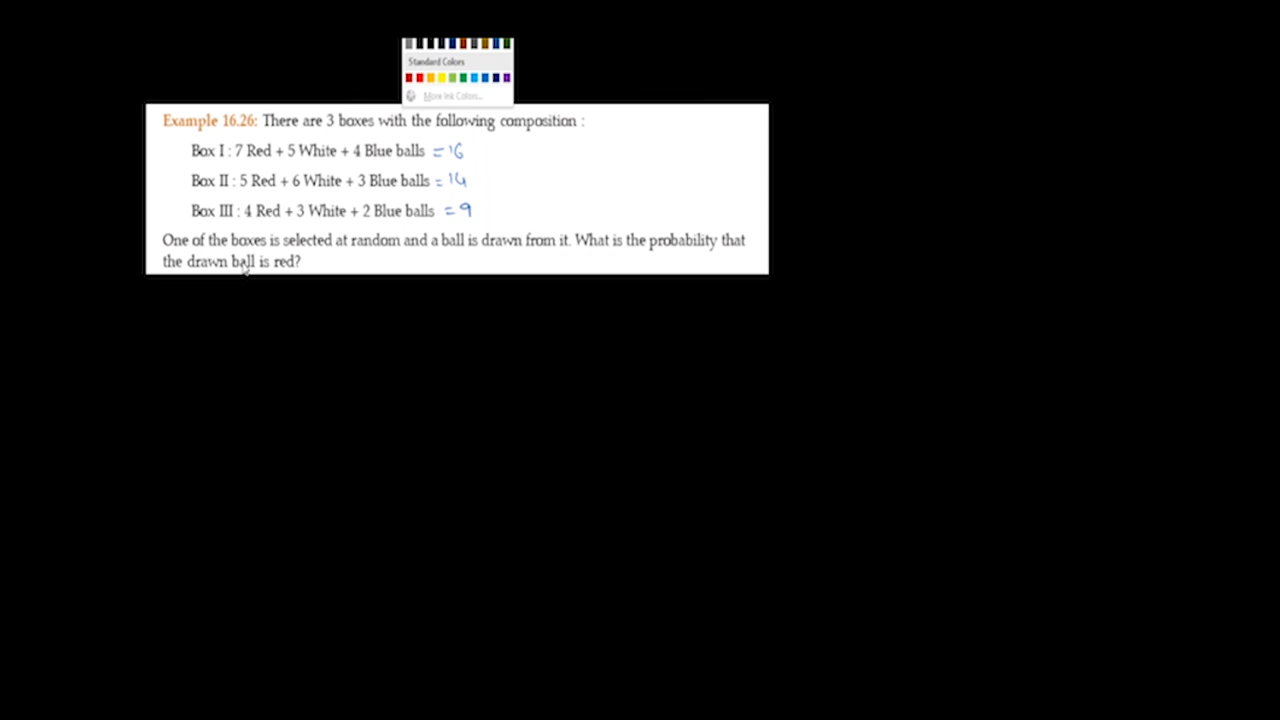 Standard Colors
More Ink Colors...
Example 16.26: There are 3 boxes with the following composition :
Box I : 7 Red + 5 White + 4 Blue balls = 16
Box II : 5 Red + 6 White + 3 Blue balls = 14
Box III : 4 Red + 3 White + 2 Blue balls = 9
One of the boxes is selected at random and a ball is drawn from it. What is the probability that
the drawn ball is red?